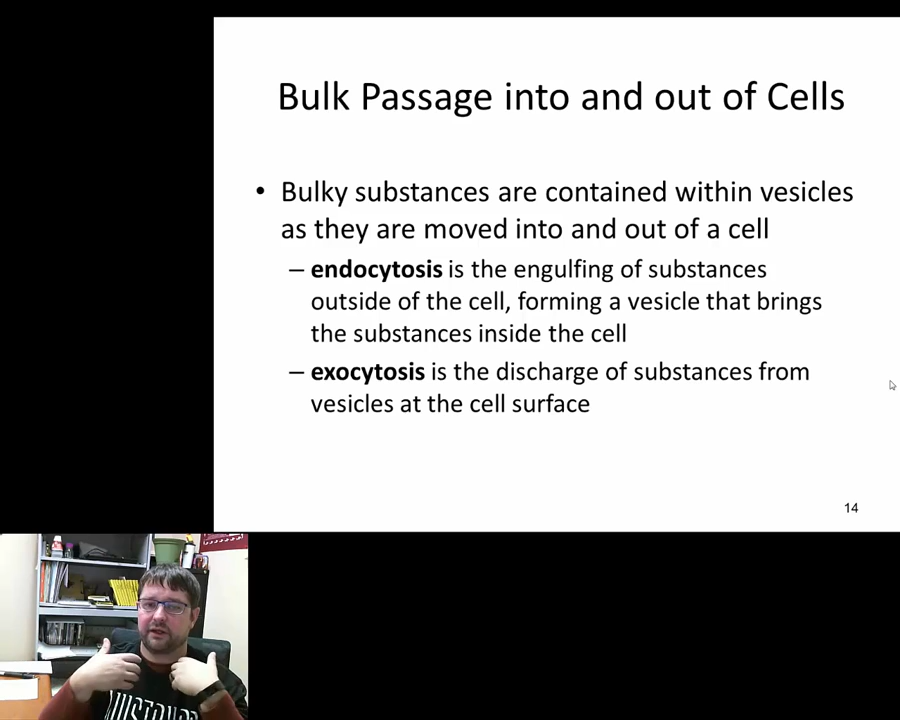 Bulk Passage into and out of Cells
• Bulky substances are contained within vesicles
as they are moved into and out of a cell
– endocytosis is the engulfing of substances
outside of the cell, forming a vesicle that brings
the substances inside the cell
– exocytosis is the discharge of substances from
vesicles at the cell surface
14